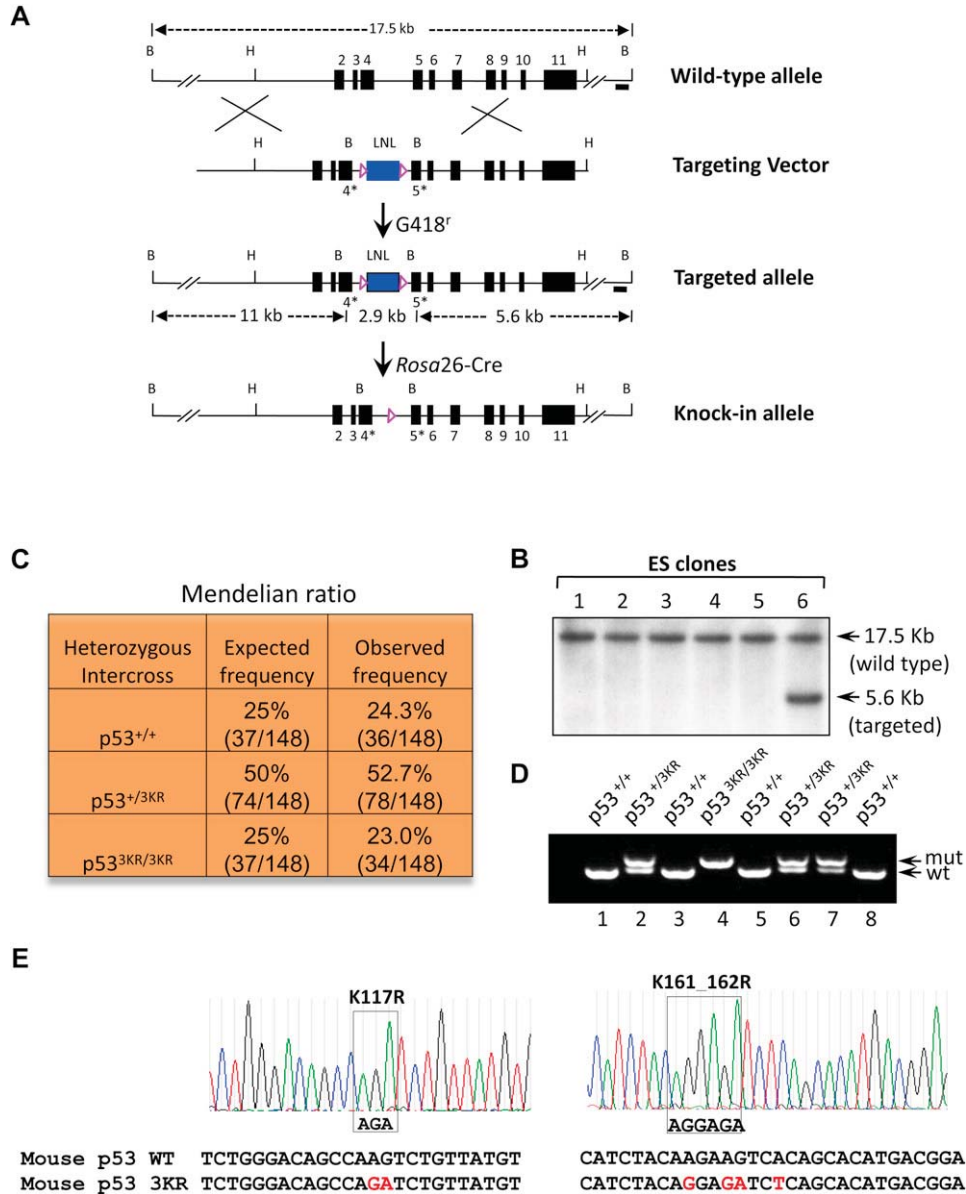 A
17.5 kb
B H 2 3 4 5 6 7 8 9 10 11 H B
Wild-type allele
H B LNL B H
Targeting Vector
4* 5*
G418r
B H B LNL B H B
Targeted allele
4* 5*
11 kb 2.9 kb 5.6 kb
Rosa26-Cre
B H B B H B
Knock-in allele
2 3 4* 5* 6 7 8 9 10 11
C
Mendelian ratio
Heterozygous Intercross Expected frequency Observed frequency
p53+/+ 25% (37/148) 24.3% (36/148)
p53+/3KR 50% (74/148) 52.7% (78/148)
p533KR/3KR 25% (37/148) 23.0% (34/148)
B
ES clones
1 2 3 4 5 6
17.5 Kb
(wild type)
5.6 Kb
(targeted)
D
p53+/+ p53+/3KR p53+/+ p533KR/3KR p53+/+ p53+/3KR p53+/3KR p53+/+
mut
wt
1 2 3 4 5 6 7 8
E
K117R
AGA
K161_162R
AGGAGA
Mouse p53 WT TCTGGGACAGCCAAGTCTGTTATGT CATCTACAAGAAGTCACAGCACATGACGGA
Mouse p53 3KR TCTGGGACAGCCAGATCTGTTATGT CATCTACAGGAGATCTCAGCACATGACGGA